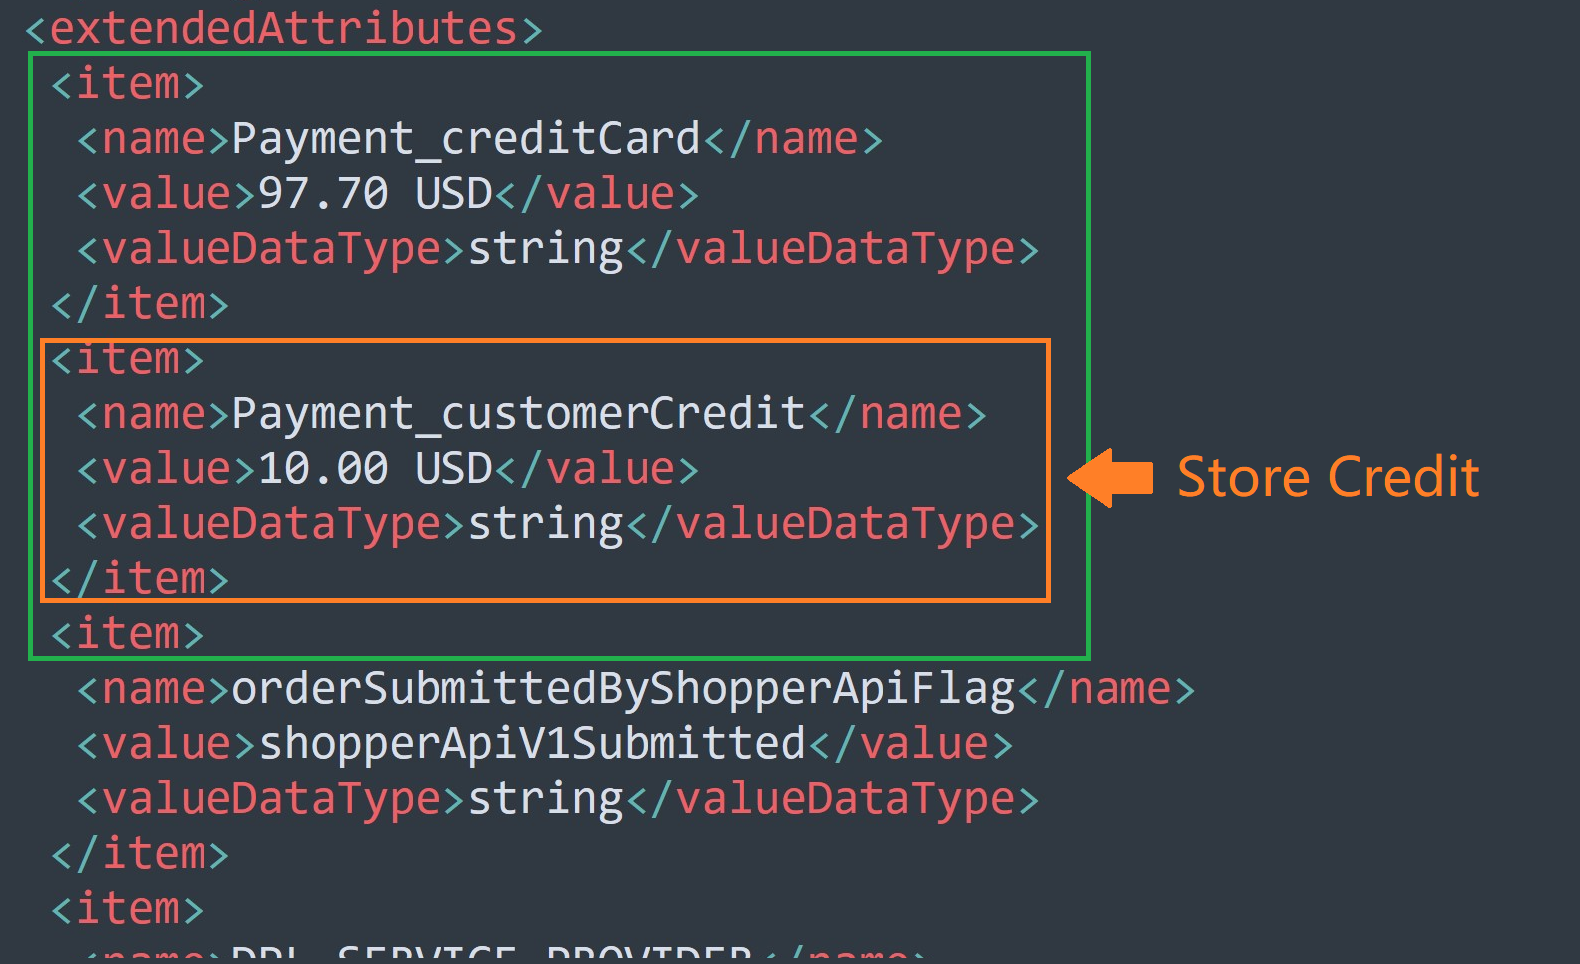 <extendedAttributes>
<item>
<name>Payment_creditCard</name>
<value>97.70 USD</value>
<valueDataType>string</valueDataType>
</item>
<item>
<name>Payment_customerCredit</name>
<value>10.00 USD</value>
<valueDataType>string</valueDataType>
</item>
Store Credit
<item>
<name>orderSubmittedByShopperApiFlag</name>
<value>shopperApiV1Submitted</value>
<valueDataType>string</valueDataType>
</item>
<item>